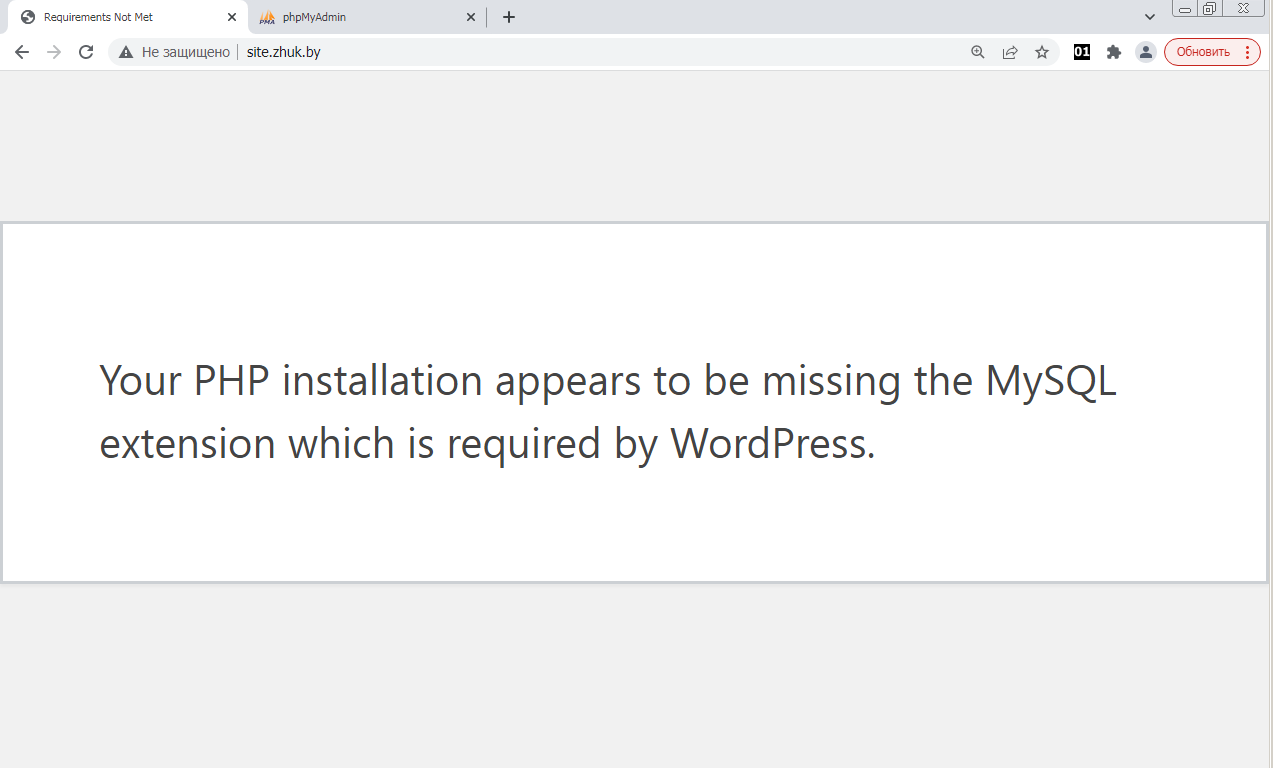 Requirements Not Met
PMA phpMyAdmin
Не защищено site.zhuk.by
01
Обновить
Your PHP installation appears to be missing the MySQL
extension which is required by WordPress.